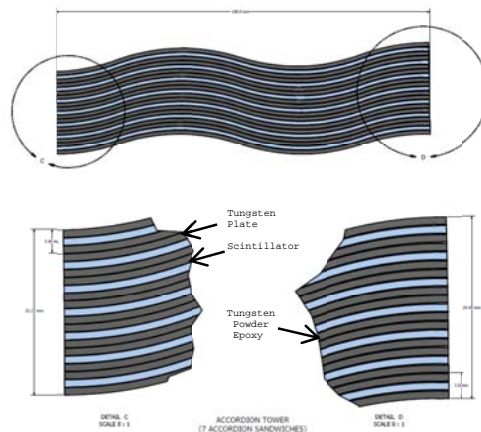 C
D
Tungsten
Plate
Scintillator
Tungsten
Powder
Epoxy
DETAIL C
SCALE 8 : 1
ACCORDION TOWER
(7 ACCORDION SANDWICHES)
DETAIL D
SCALE 8 : 1